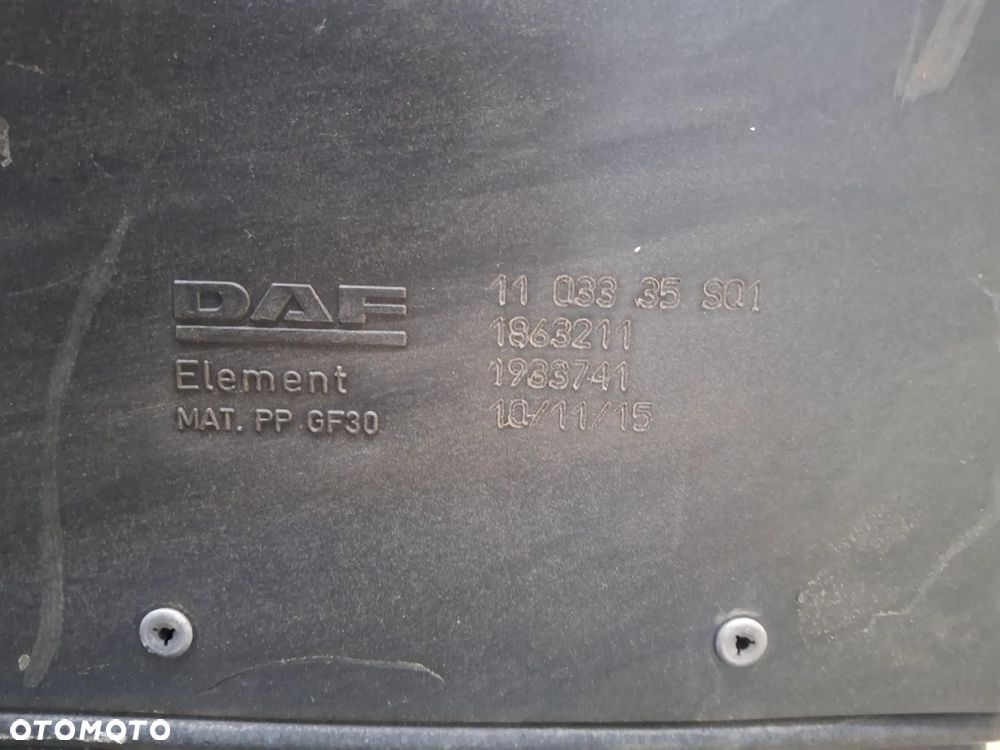 DAF
Element
MAT. PP GF30
11 033 35 S01
1863211
1933741
10/11/15
OTOMOTO